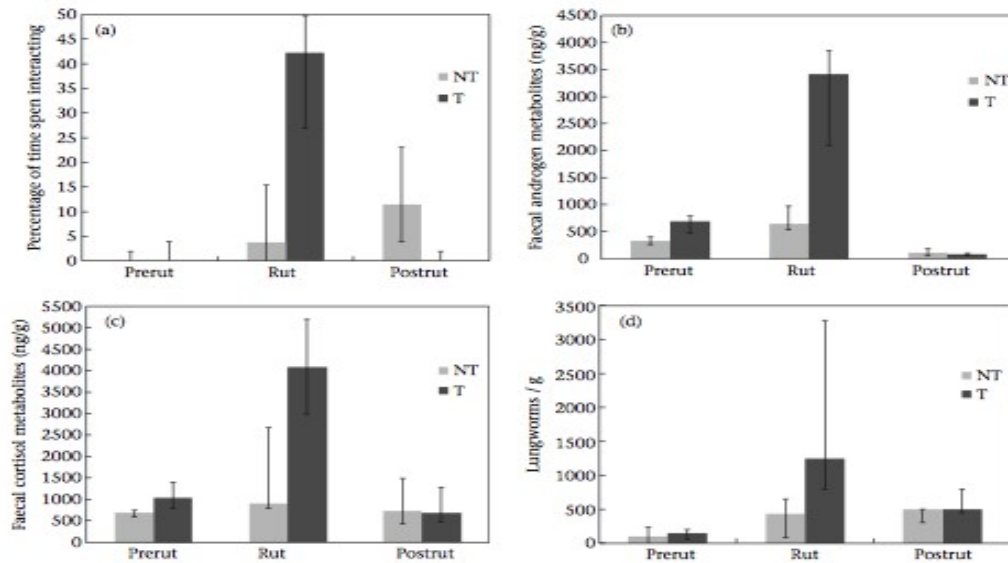 (a)
Percentage of time spen interacting
50
45
40
35
30
25
20
15
10
5
0
NT
T
Prerut Rut Postrut
(b)
Faecal androgen metabolites (ng/g)
4500
4000
3500
3000
2500
2000
1500
1000
500
0
NT
T
Prerut Rut Postrut
(c)
Faecal cortisol metabolites (ng/g)
5500
5000
4500
4000
3500
3000
2500
2000
1500
1000
500
0
NT
T
Prerut Rut Postrut
(d)
Lungworms / g
3500
3000
2500
2000
1500
1000
500
0
NT
T
Prerut Rut Postrut